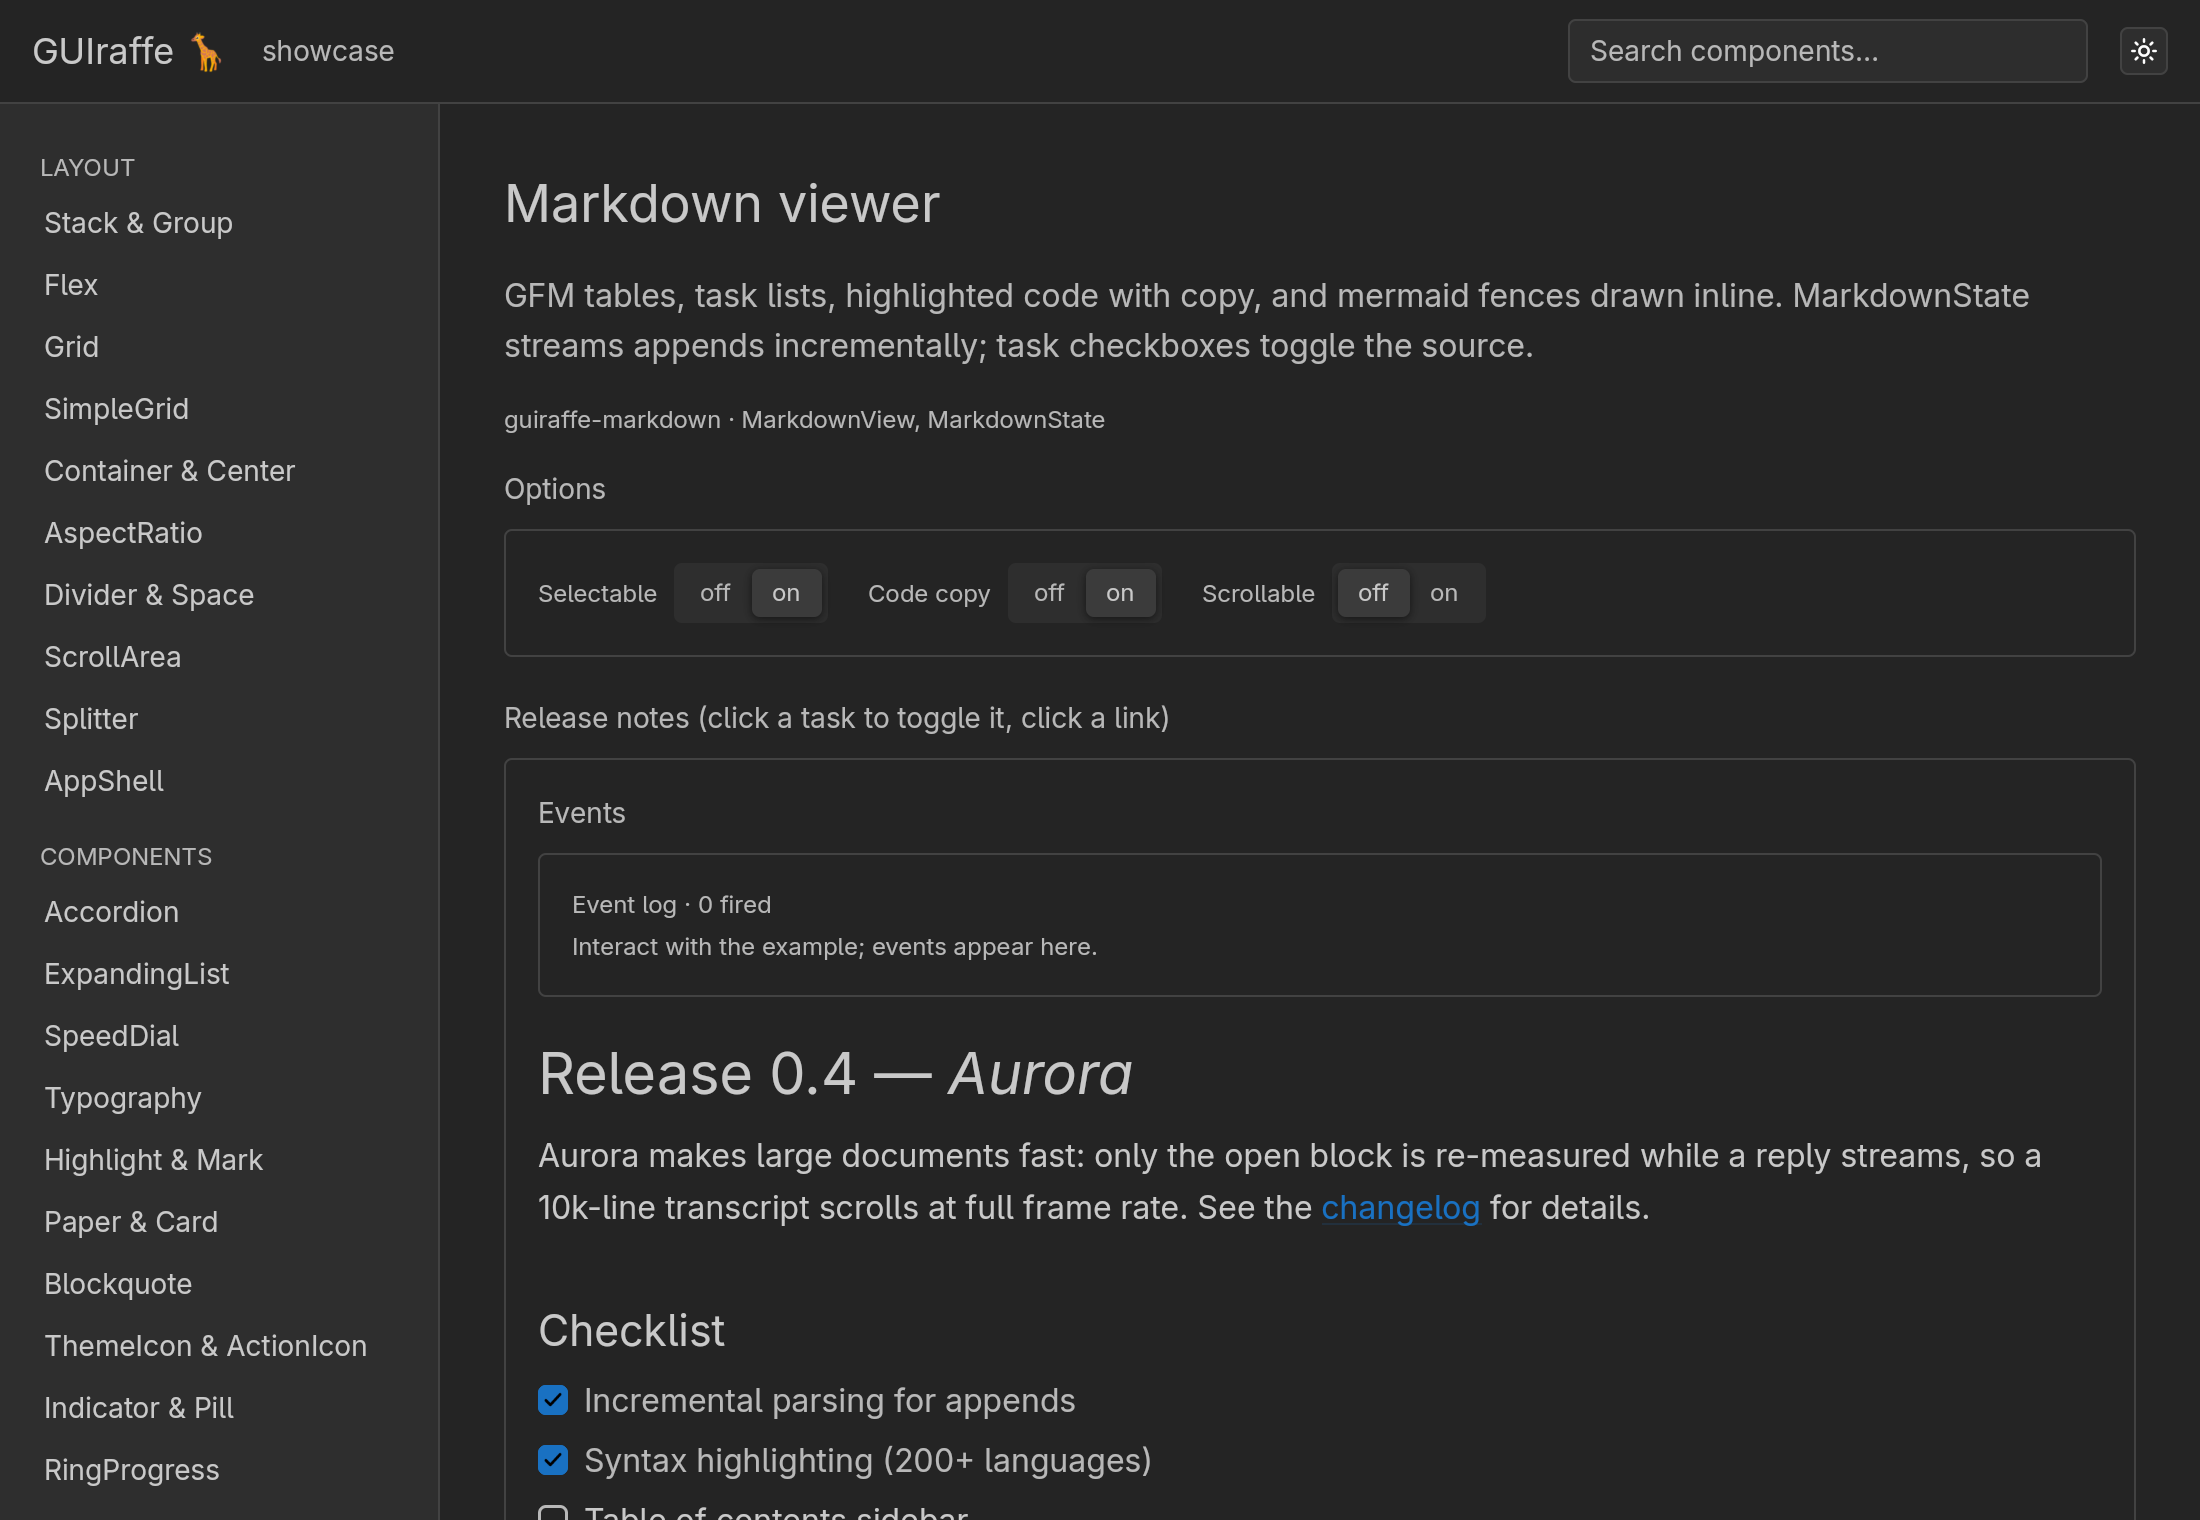 GUIraffe 🦒 showcase
Search components...
LAYOUT
Stack & Group
Flex
Grid
SimpleGrid
Container & Center
AspectRatio
Divider & Space
ScrollArea
Splitter
AppShell
COMPONENTS
Accordion
ExpandingList
SpeedDial
Typography
Highlight & Mark
Paper & Card
Blockquote
ThemeIcon & ActionIcon
Indicator & Pill
RingProgress
Markdown viewer
GFM tables, task lists, highlighted code with copy, and mermaid fences drawn inline. MarkdownState
streams appends incrementally; task checkboxes toggle the source.
guiraffe-markdown · MarkdownView, MarkdownState
Options
Selectable off on Code copy off on Scrollable off on
Release notes (click a task to toggle it, click a link)
Events
Event log · 0 fired
Interact with the example; events appear here.
Release 0.4 — Aurora
Aurora makes large documents fast: only the open block is re-measured while a reply streams, so a
10k-line transcript scrolls at full frame rate. See the changelog for details.
Checklist
Incremental parsing for appends
Syntax highlighting (200+ languages)
Table of contents sidebar